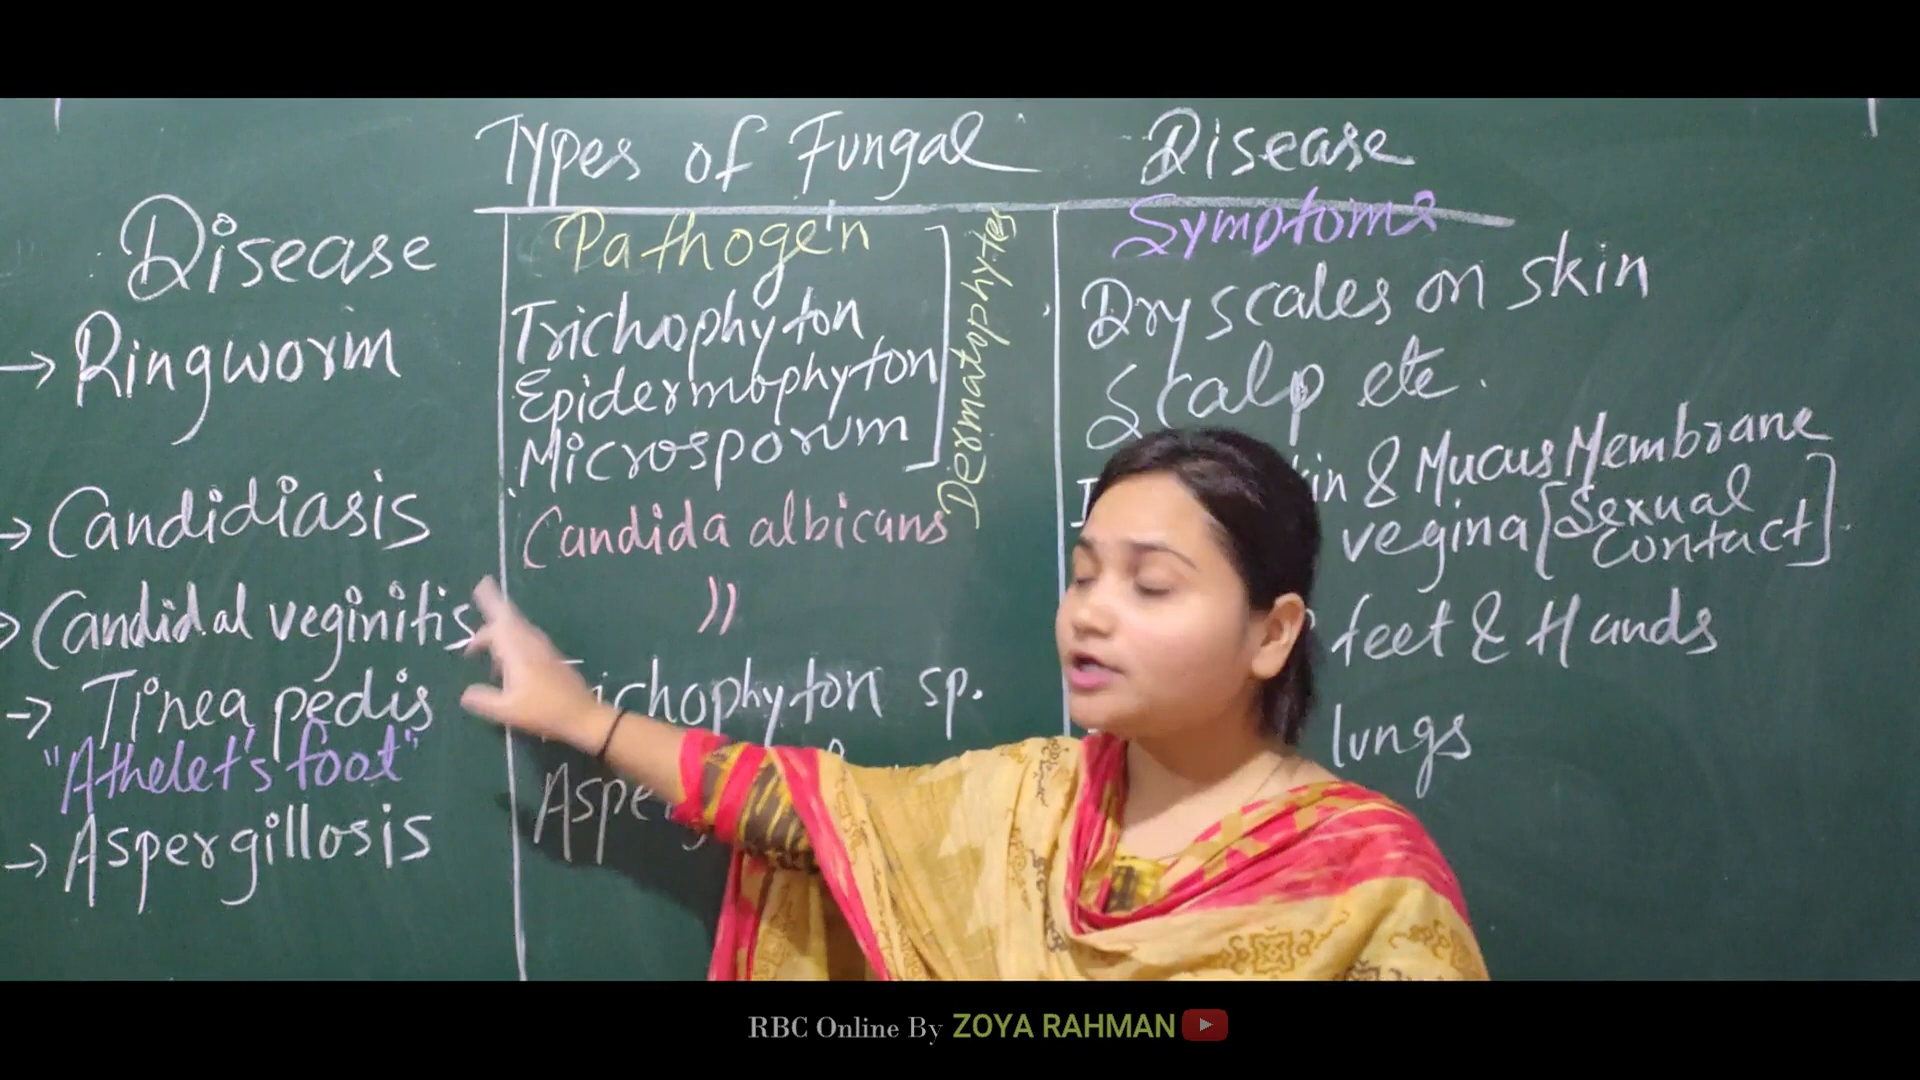 Types of Fungal Disease
Disease
Pathogen
Symptoms
→ Ringworm
Trichophyton
Epidermophyton
Microsporum
Dermatophytes
Dry scales on skin
Scalp etc.
→ Candidiasis
Candida albicans
& Mucus Membrane
→ Candidal veginitis
"
vegina [Sexual
contact]
→ Tinea pedis
"Athelet's foot"
Trichophyton sp.
feet & Hands
→ Aspergillosis
lungs
RBC Online By ZOYA RAHMAN